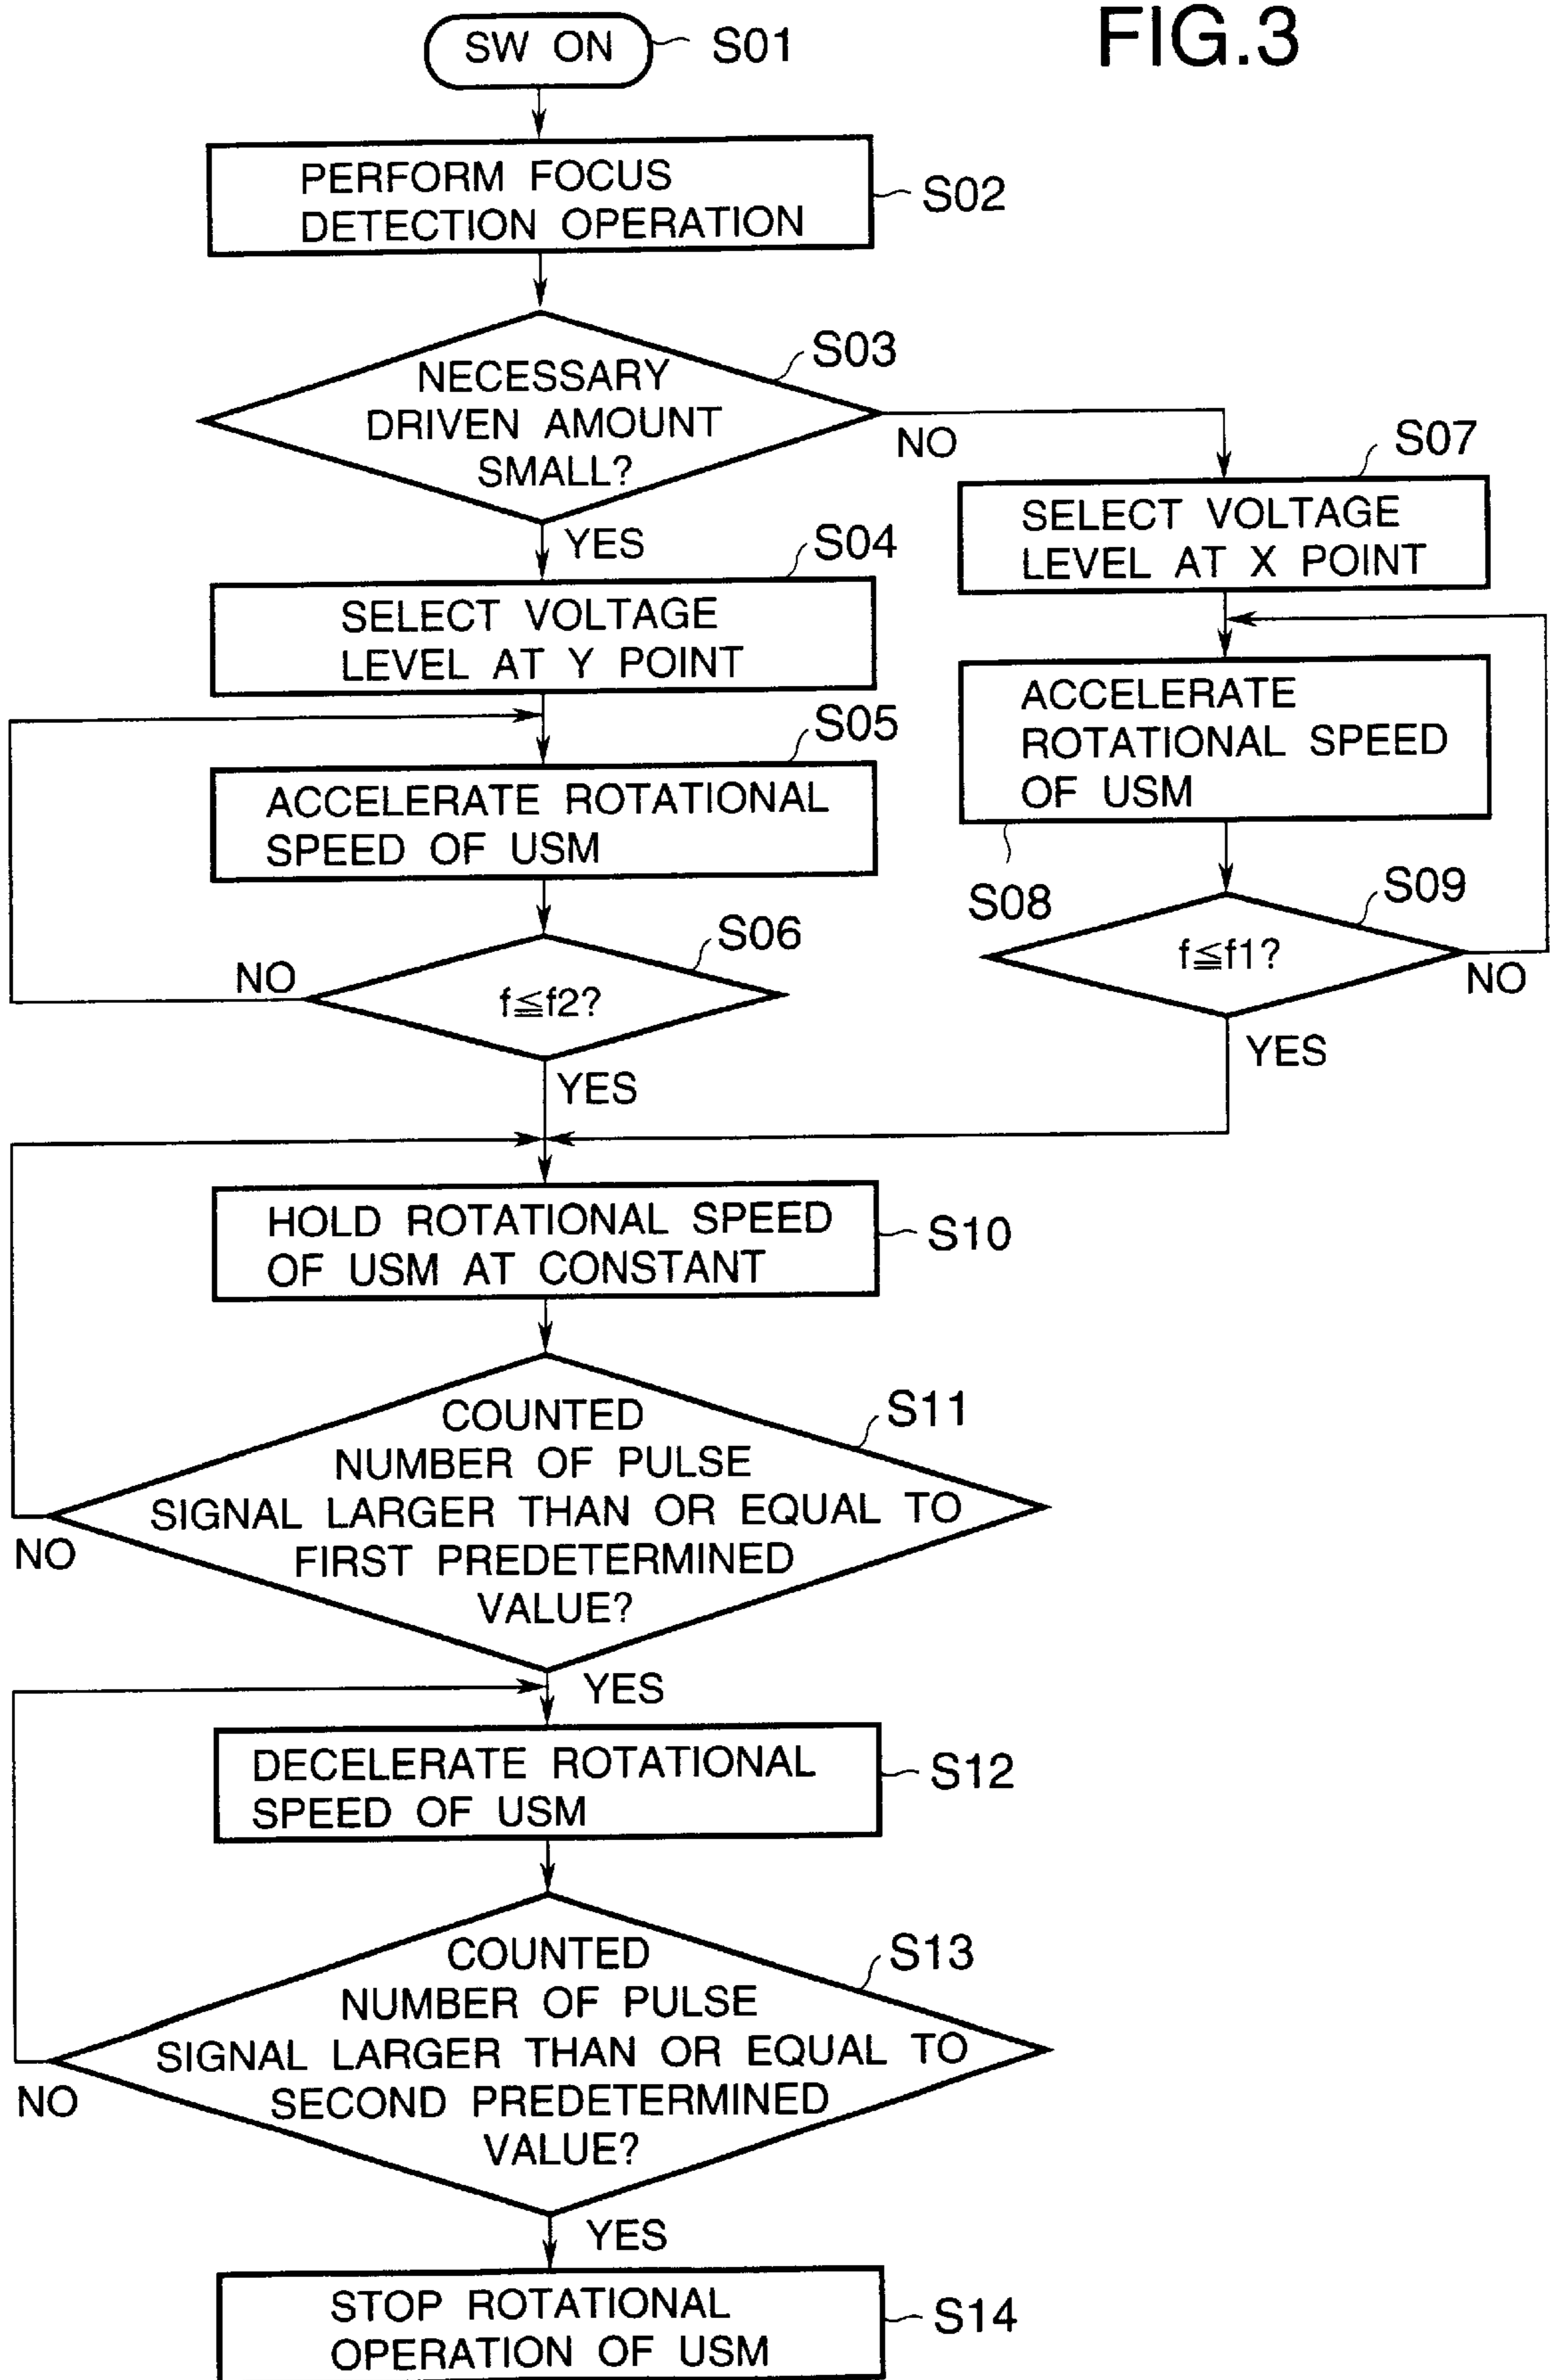 FIG.3
SW ON
S01
PERFORM FOCUS
DETECTION OPERATION
S02
NECESSARY
DRIVEN AMOUNT
SMALL?
S03
NO
YES
SELECT VOLTAGE
LEVEL AT Y POINT
S04
ACCELERATE ROTATIONAL
SPEED OF USM
S05
f≦f2?
S06
NO
YES
SELECT VOLTAGE
LEVEL AT X POINT
S07
ACCELERATE
ROTATIONAL SPEED
OF USM
S08
f≦f1?
S09
NO
YES
HOLD ROTATIONAL SPEED
OF USM AT CONSTANT
S10
COUNTED
NUMBER OF PULSE
SIGNAL LARGER THAN OR EQUAL TO
FIRST PREDETERMINED
VALUE?
S11
NO
YES
DECELERATE ROTATIONAL
SPEED OF USM
S12
COUNTED
NUMBER OF PULSE
SIGNAL LARGER THAN OR EQUAL TO
SECOND PREDETERMINED
VALUE?
S13
NO
YES
STOP ROTATIONAL
OPERATION OF USM
S14